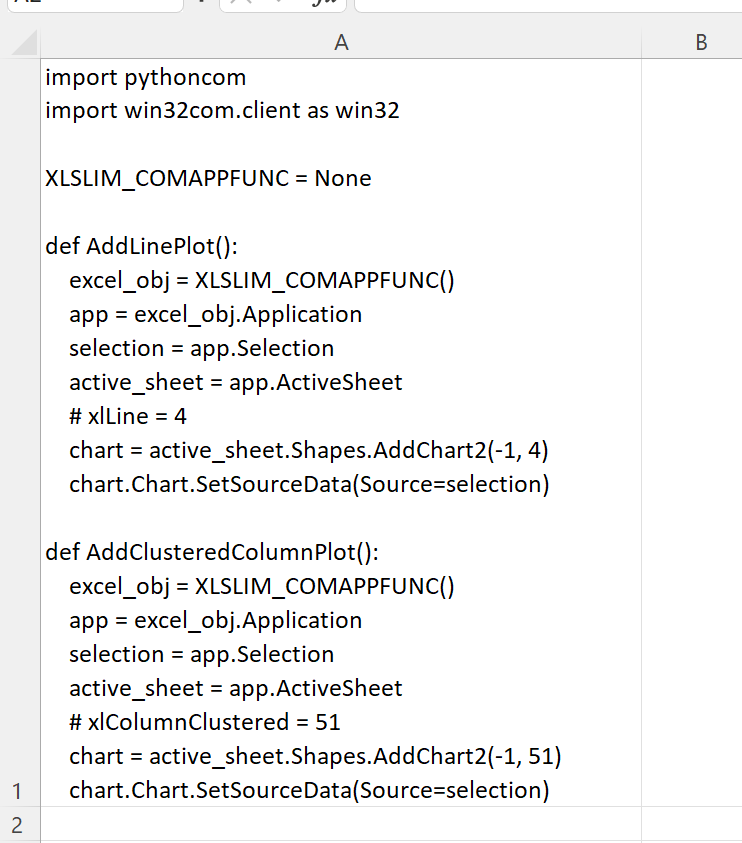 A
B
import pythoncom
import win32com.client as win32

XLSLIM_COMAPPFUNC = None

def AddLinePlot():
    excel_obj = XLSLIM_COMAPPFUNC()
    app = excel_obj.Application
    selection = app.Selection
    active_sheet = app.ActiveSheet
    # xlLine = 4
    chart = active_sheet.Shapes.AddChart2(-1, 4)
    chart.Chart.SetSourceData(Source=selection)

def AddClusteredColumnPlot():
    excel_obj = XLSLIM_COMAPPFUNC()
    app = excel_obj.Application
    selection = app.Selection
    active_sheet = app.ActiveSheet
    # xlColumnClustered = 51
    chart = active_sheet.Shapes.AddChart2(-1, 51)
1    chart.Chart.SetSourceData(Source=selection)
2